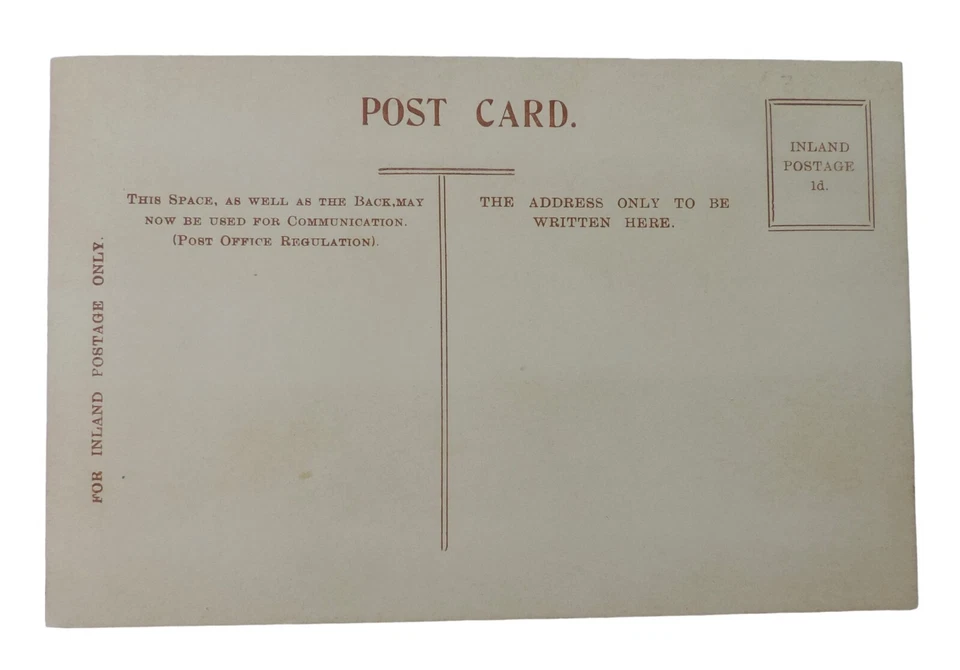 POST CARD.
INLAND
POSTAGE
1d.
THIS SPACE, AS WELL AS THE BACK,MAY
NOW BE USED FOR COMMUNICATION.
(POST OFFICE REGULATION).
THE ADDRESS ONLY TO BE
WRITTEN HERE.
FOR INLAND POSTAGE ONLY.